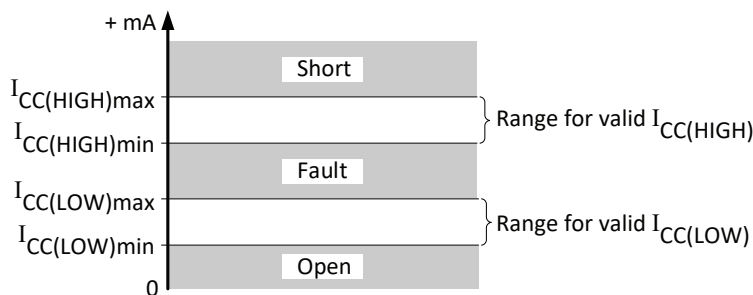 + mA
Short
ICC(HIGH)max
Range for valid ICC(HIGH)
ICC(HIGH)min
Fault
ICC(LOW)max
Range for valid ICC(LOW)
ICC(LOW)min
Open
0